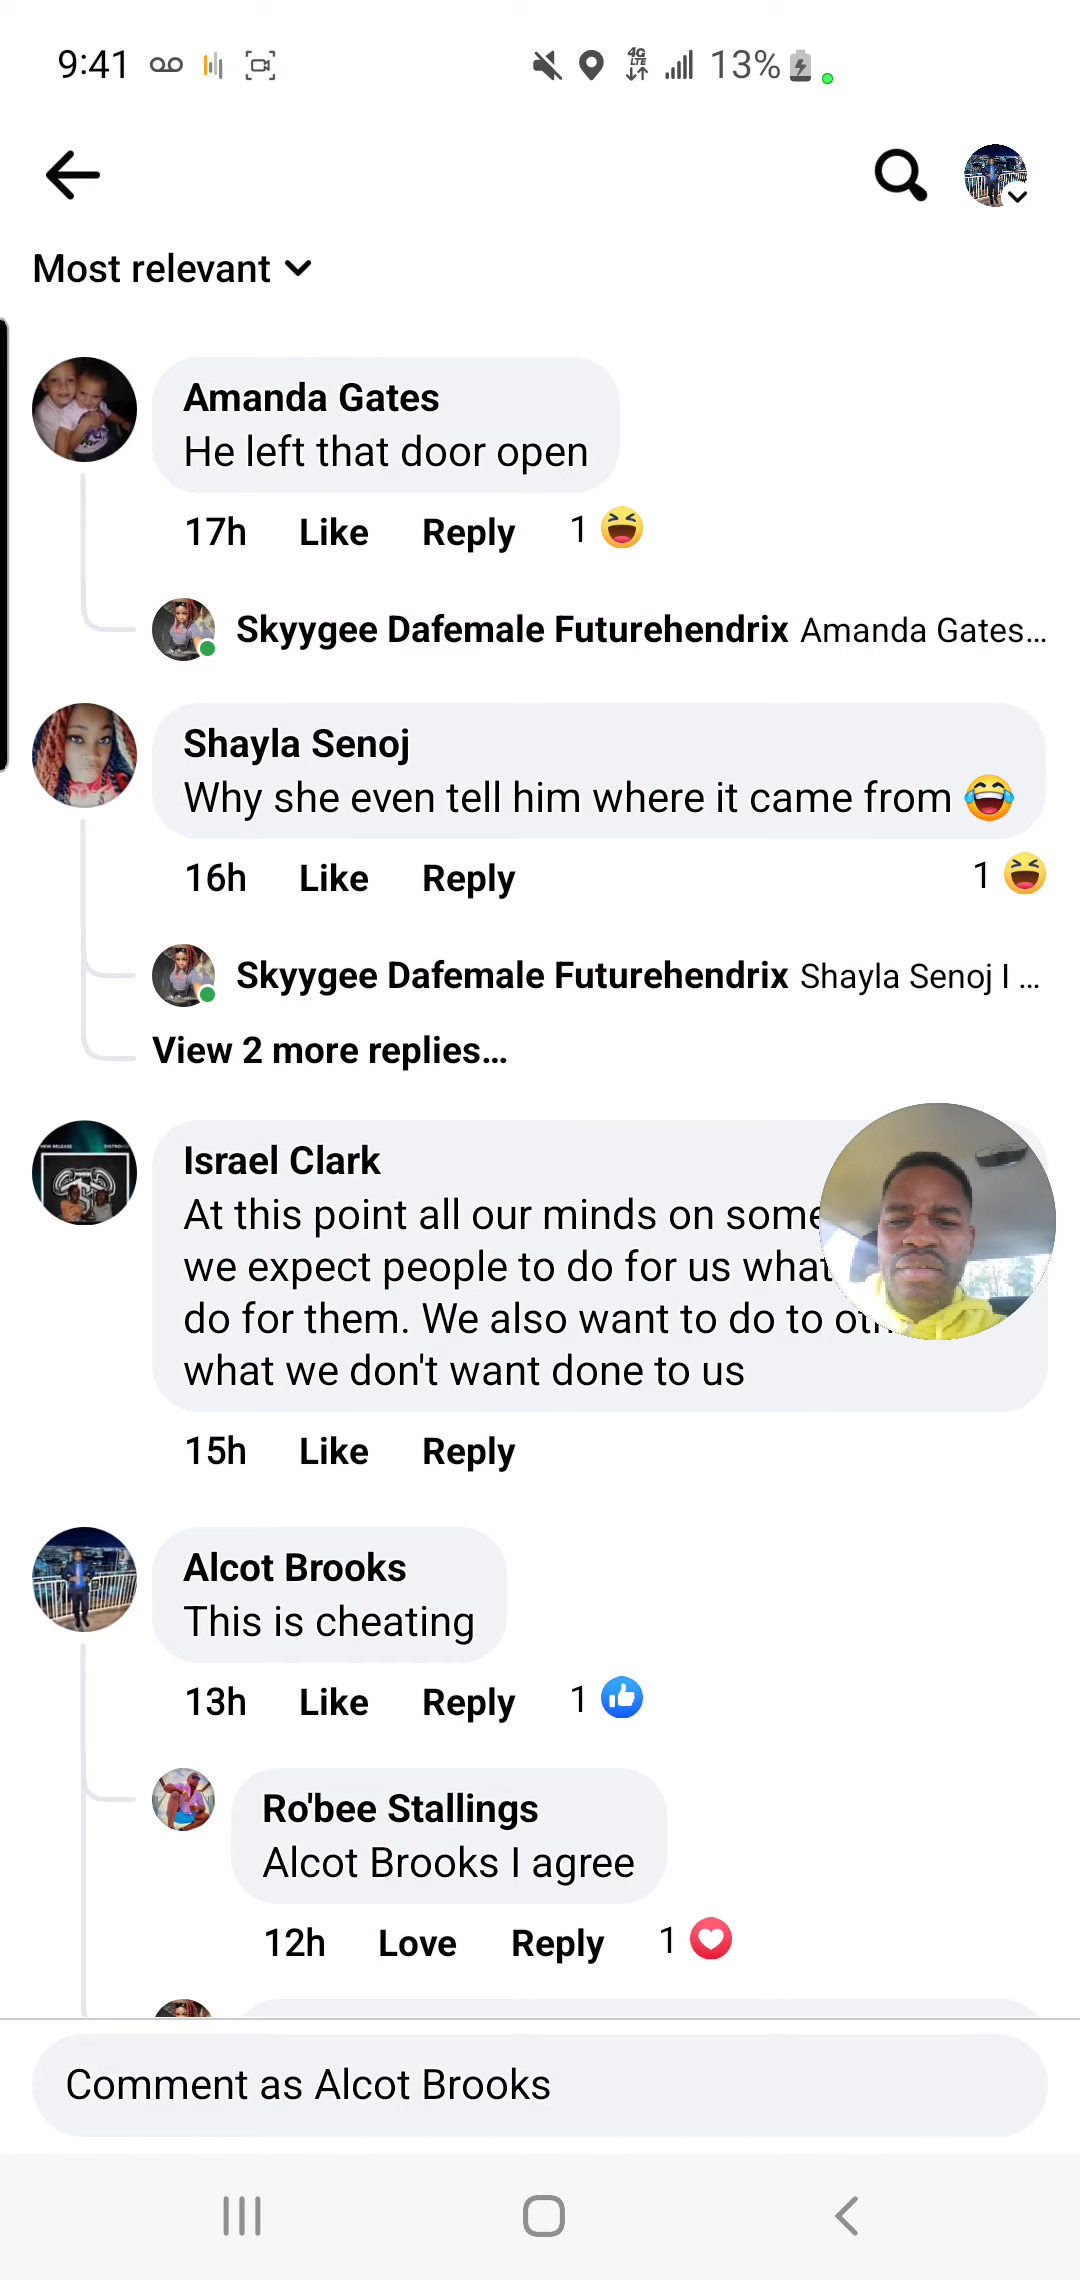 9:41
4G
LTE
13%
Most relevant
Amanda Gates
He left that door open
17h Like Reply 1
Skyygee Dafemale Futurehendrix Amanda Gates...
Shayla Senoj
Why she even tell him where it came from 😂
16h Like Reply 1
Skyygee Dafemale Futurehendrix Shayla Senoj I ...
View 2 more replies...
NEW RELEASE
Israel Clark
At this point all our minds on some
we expect people to do for us what
do for them. We also want to do to
what we don't want done to us
15h Like Reply
Alcot Brooks
This is cheating
13h Like Reply 1
Ro'bee Stallings
Alcot Brooks I agree
12h Love Reply 1
Comment as Alcot Brooks